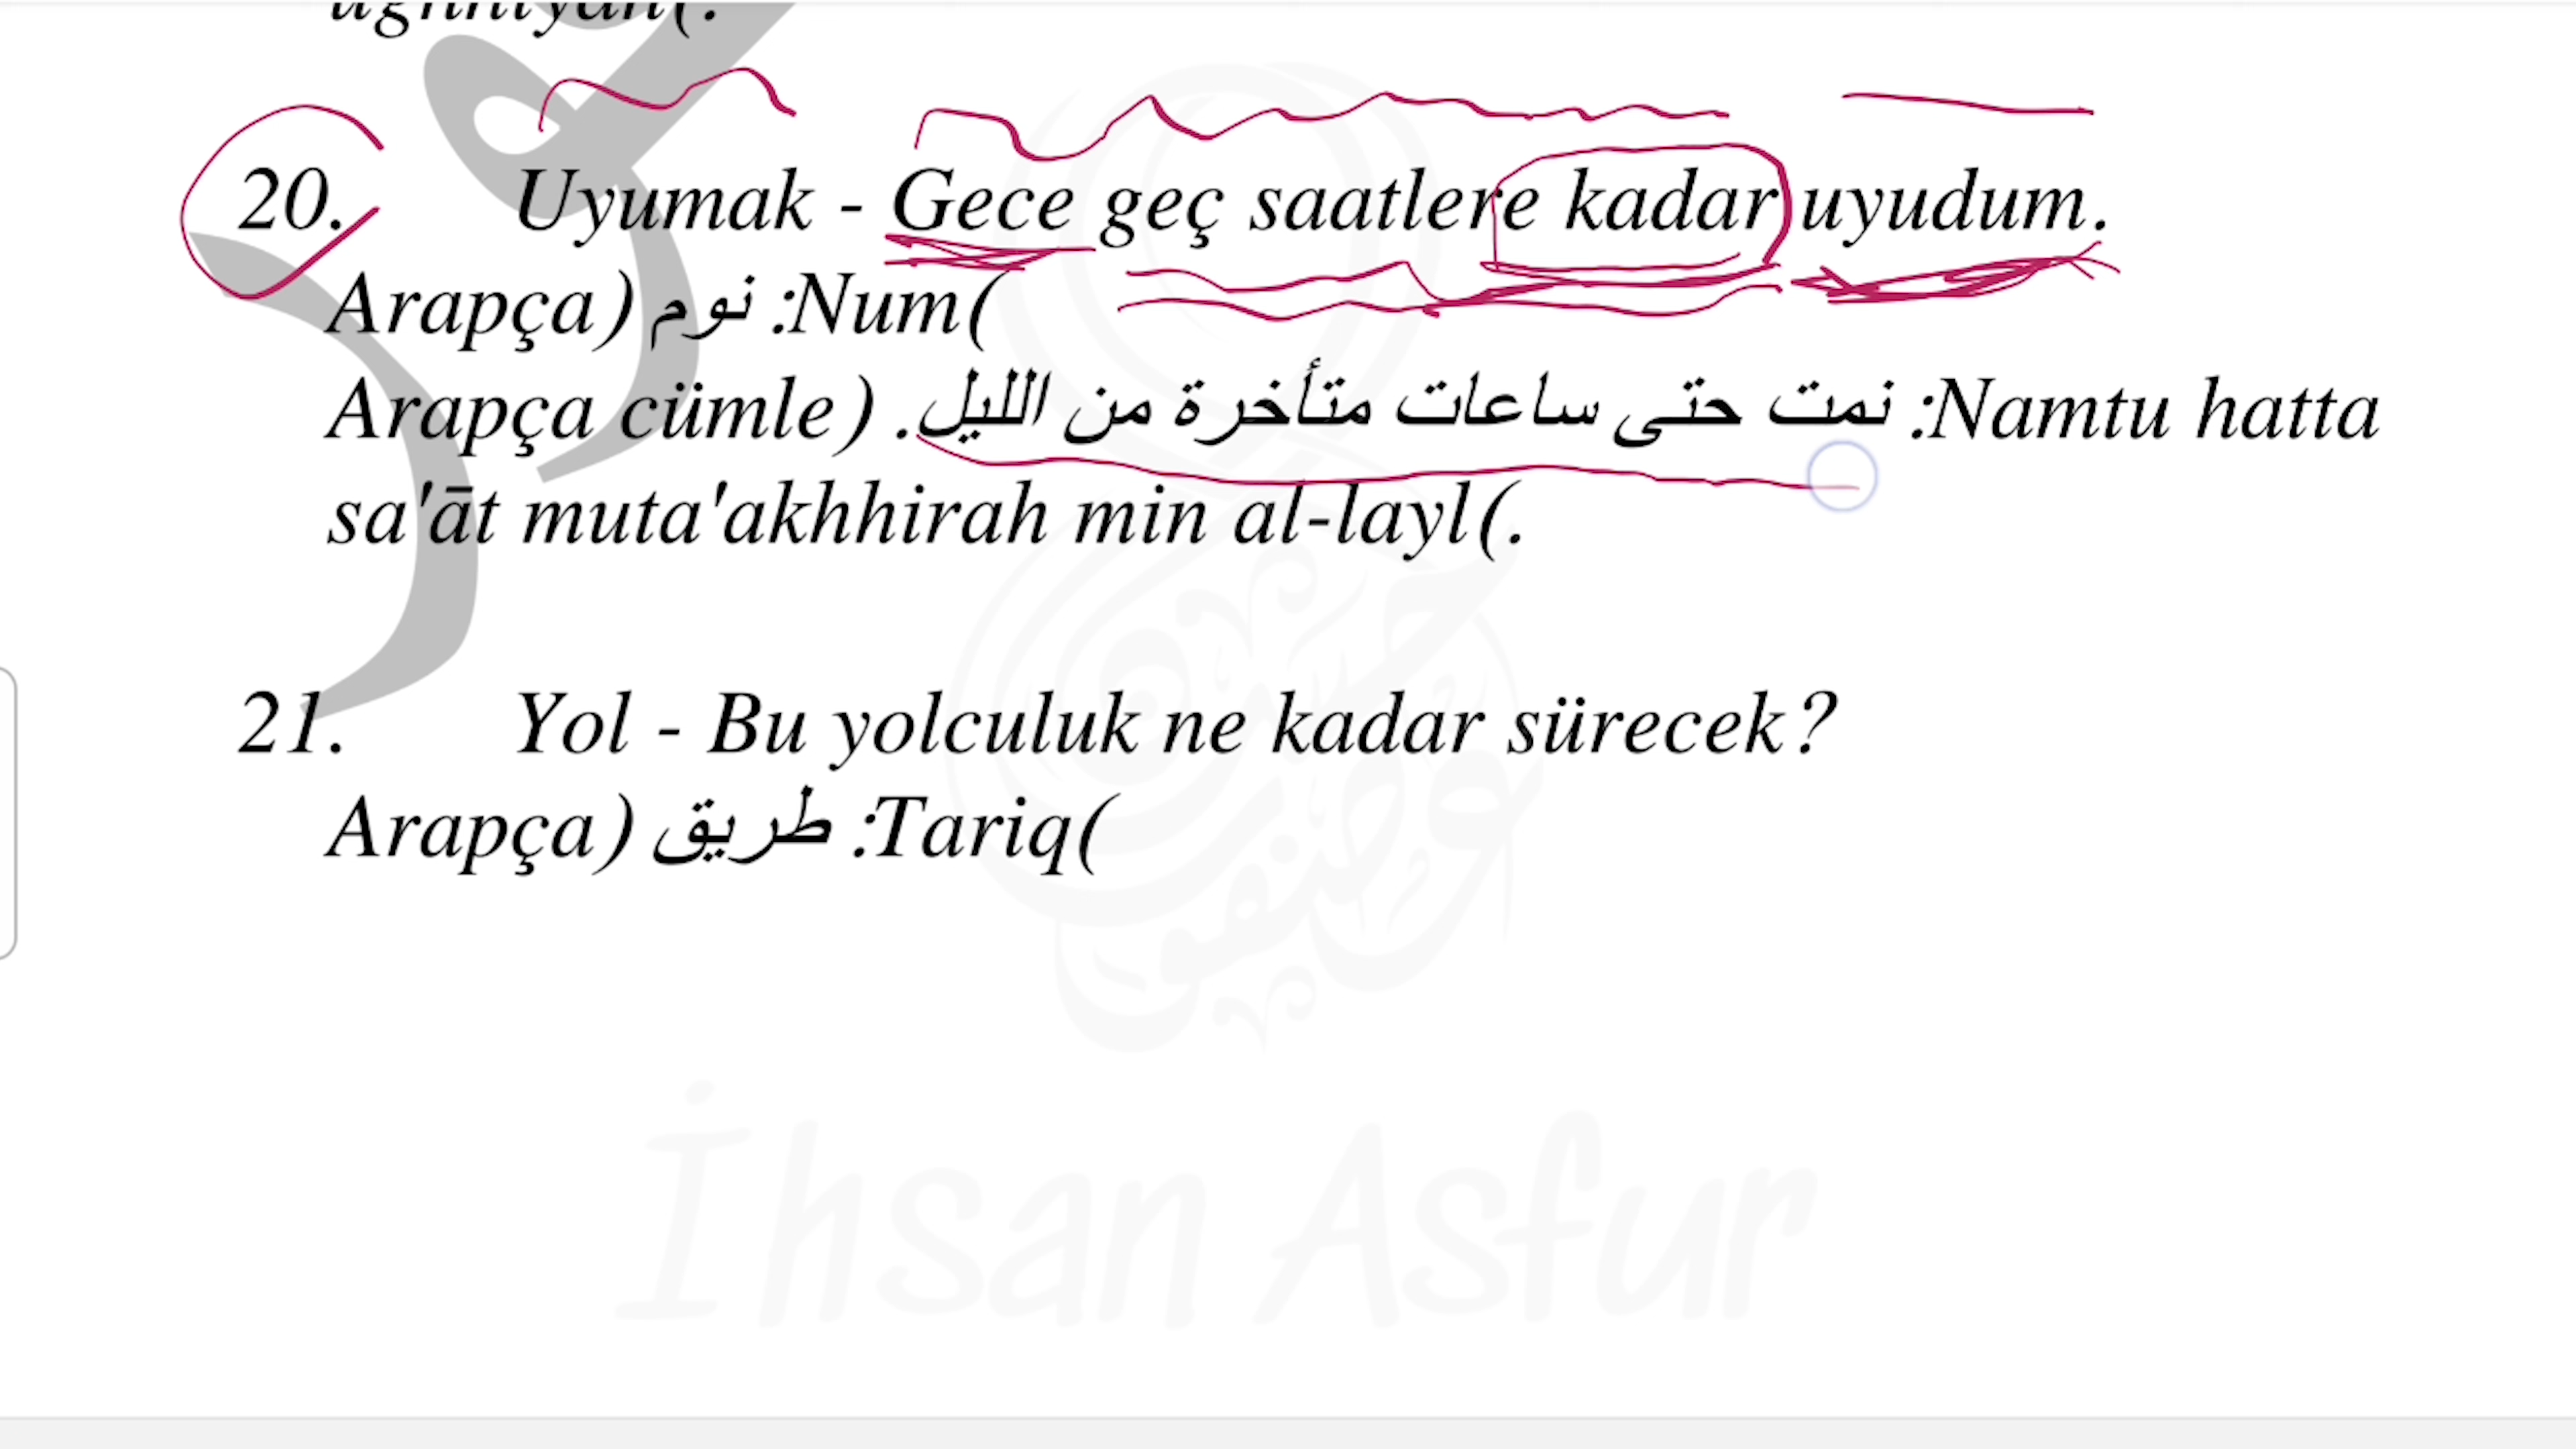 20. Uyumak - Gece geç saatlere kadar uyudum.
Arapça) نوم :Num(
Arapça cümle) .نمت حتى ساعات متأخرة من الليل :Namtu hatta
sa'āt muta'akhhirah min al-layl(.
21. Yol - Bu yolculuk ne kadar sürecek?
Arapça) طريق :Tariq(
İhsan Asfur